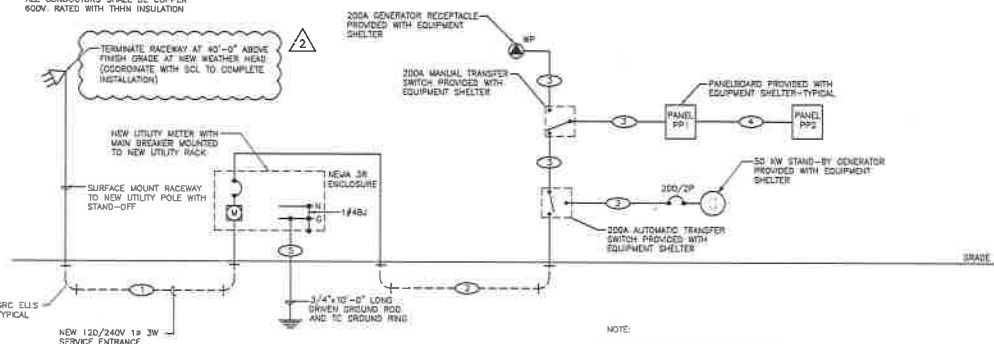 ALL CONDUCTORS SHALL BE COPPER
600V. RATED WITH THHN INSULATION
TERMINATE RACEWAY AT 40'-0" ABOVE
FINISH GRADE AT NEW WEATHER HEAD
(COORDINATE WITH SCL TO COMPLETE
INSTALLATION)
2
200A GENERATOR RECEPTACLE
PROVIDED WITH EQUIPMENT
SHELTER
WP
3
200A MANUAL TRANSFER
SWITCH PROVIDED WITH
EQUIPMENT SHELTER
PANELBOARD PROVIDED WITH
EQUIPMENT SHELTER-TYPICAL
3
PANEL
PP1
4
PANEL
PP2
NEW UTILITY METER WITH
MAIN BREAKER MOUNTED
TO NEW UTILITY RACK
NEMA 3R
ENCLOSURE
3
50 KW STAND-BY GENERATOR
PROVIDED WITH EQUIPMENT
SHELTER
SURFACE MOUNT RACEWAY
TO NEW UTILITY POLE WITH
STAND-OFF
M
N
G
1#4BJ
3
200/2P
5
200A AUTOMATIC TRANSFER
SWITCH PROVIDED WITH
EQUIPMENT SHELTER
GRADE
GRC ELLS
TYPICAL
1
2
3/4"x10'-0" LONG
DRIVEN GROUND ROD
AND TO GROUND RING
NEW 120/240V 1ø 3W
SERVICE ENTRANCE
NOTE: